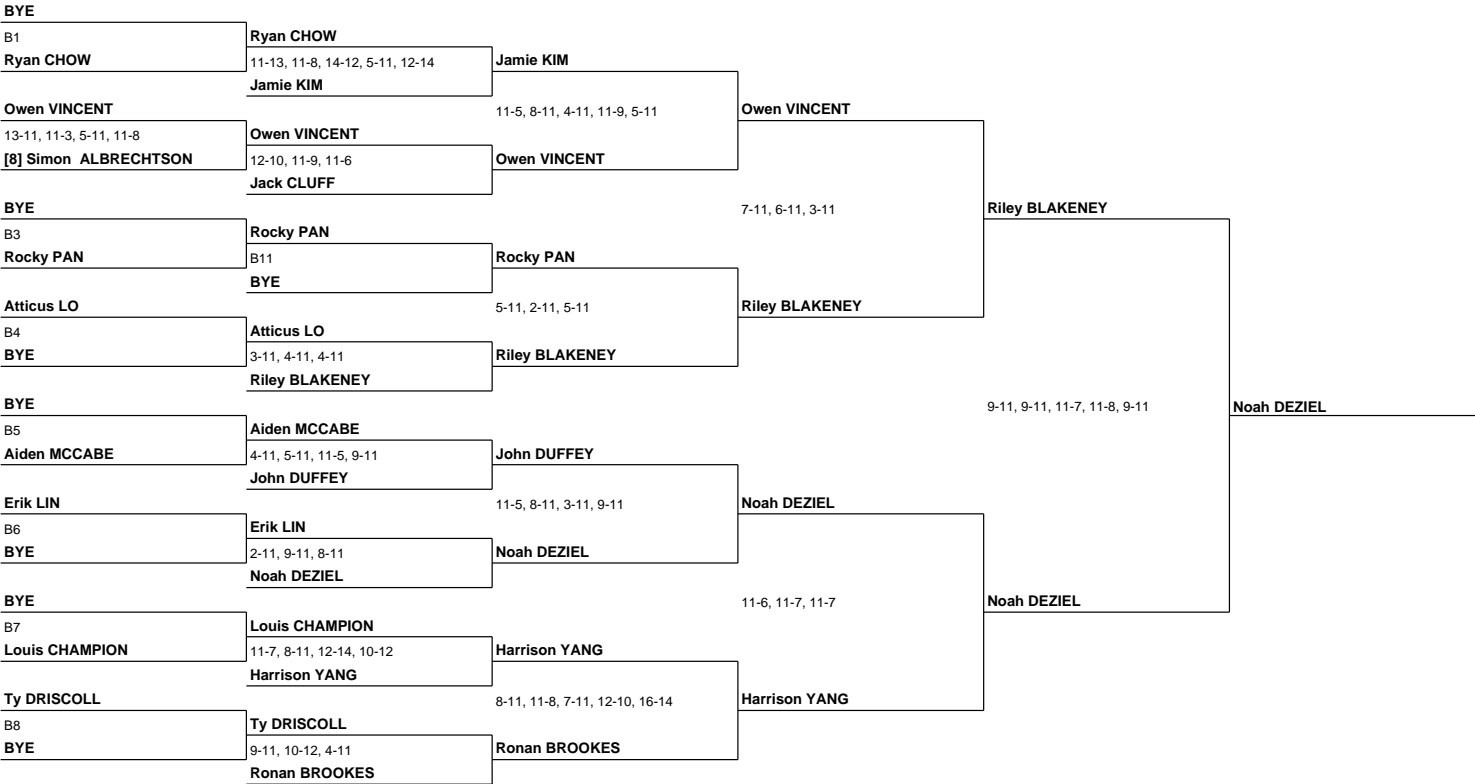 BYE
B1
Ryan CHOW
Owen VINCENT
13-11, 11-3, 5-11, 11-8
[8] Simon ALBRECHTSON
BYE
B3
Rocky PAN
Atticus LO
B4
BYE
BYE
B5
Aiden MCCABE
Erik LIN
B6
BYE
BYE
B7
Louis CHAMPION
Ty DRISCOLL
B8
BYE
Ryan CHOW
11-13, 11-8, 14-12, 5-11, 12-14
Jamie KIM
Owen VINCENT
12-10, 11-9, 11-6
Jack CLUFF
Rocky PAN
B11
BYE
Atticus LO
3-11, 4-11, 4-11
Riley BLAKENEY
Aiden MCCABE
4-11, 5-11, 11-5, 9-11
John DUFFEY
Erik LIN
2-11, 9-11, 8-11
Noah DEZIEL
Louis CHAMPION
11-7, 8-11, 12-14, 10-12
Harrison YANG
Ty DRISCOLL
9-11, 10-12, 4-11
Ronan BROOKES
Jamie KIM
11-5, 8-11, 4-11, 11-9, 5-11
Owen VINCENT
Rocky PAN
5-11, 2-11, 5-11
Riley BLAKENEY
John DUFFEY
11-5, 8-11, 3-11, 9-11
Noah DEZIEL
Harrison YANG
8-11, 11-8, 7-11, 12-10, 16-14
Ronan BROOKES
Owen VINCENT
7-11, 6-11, 3-11
Riley BLAKENEY
Noah DEZIEL
11-6, 11-7, 11-7
Harrison YANG
Riley BLAKENEY
9-11, 9-11, 11-7, 11-8, 9-11
Noah DEZIEL
Noah DEZIEL